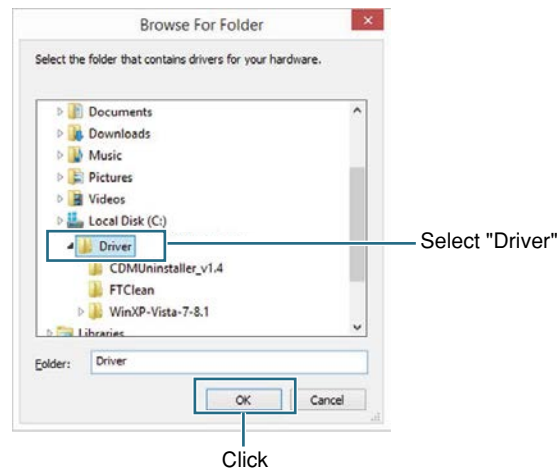 Browse For Folder
Select the folder that contains drivers for your hardware.
Documents
Downloads
Music
Pictures
Videos
Local Disk (C:)
Driver
Select "Driver"
CDMUninstaller_v1.4
FTClean
WinXP-Vista-7-8.1
Libraries
Folder: Driver
OK Cancel
Click